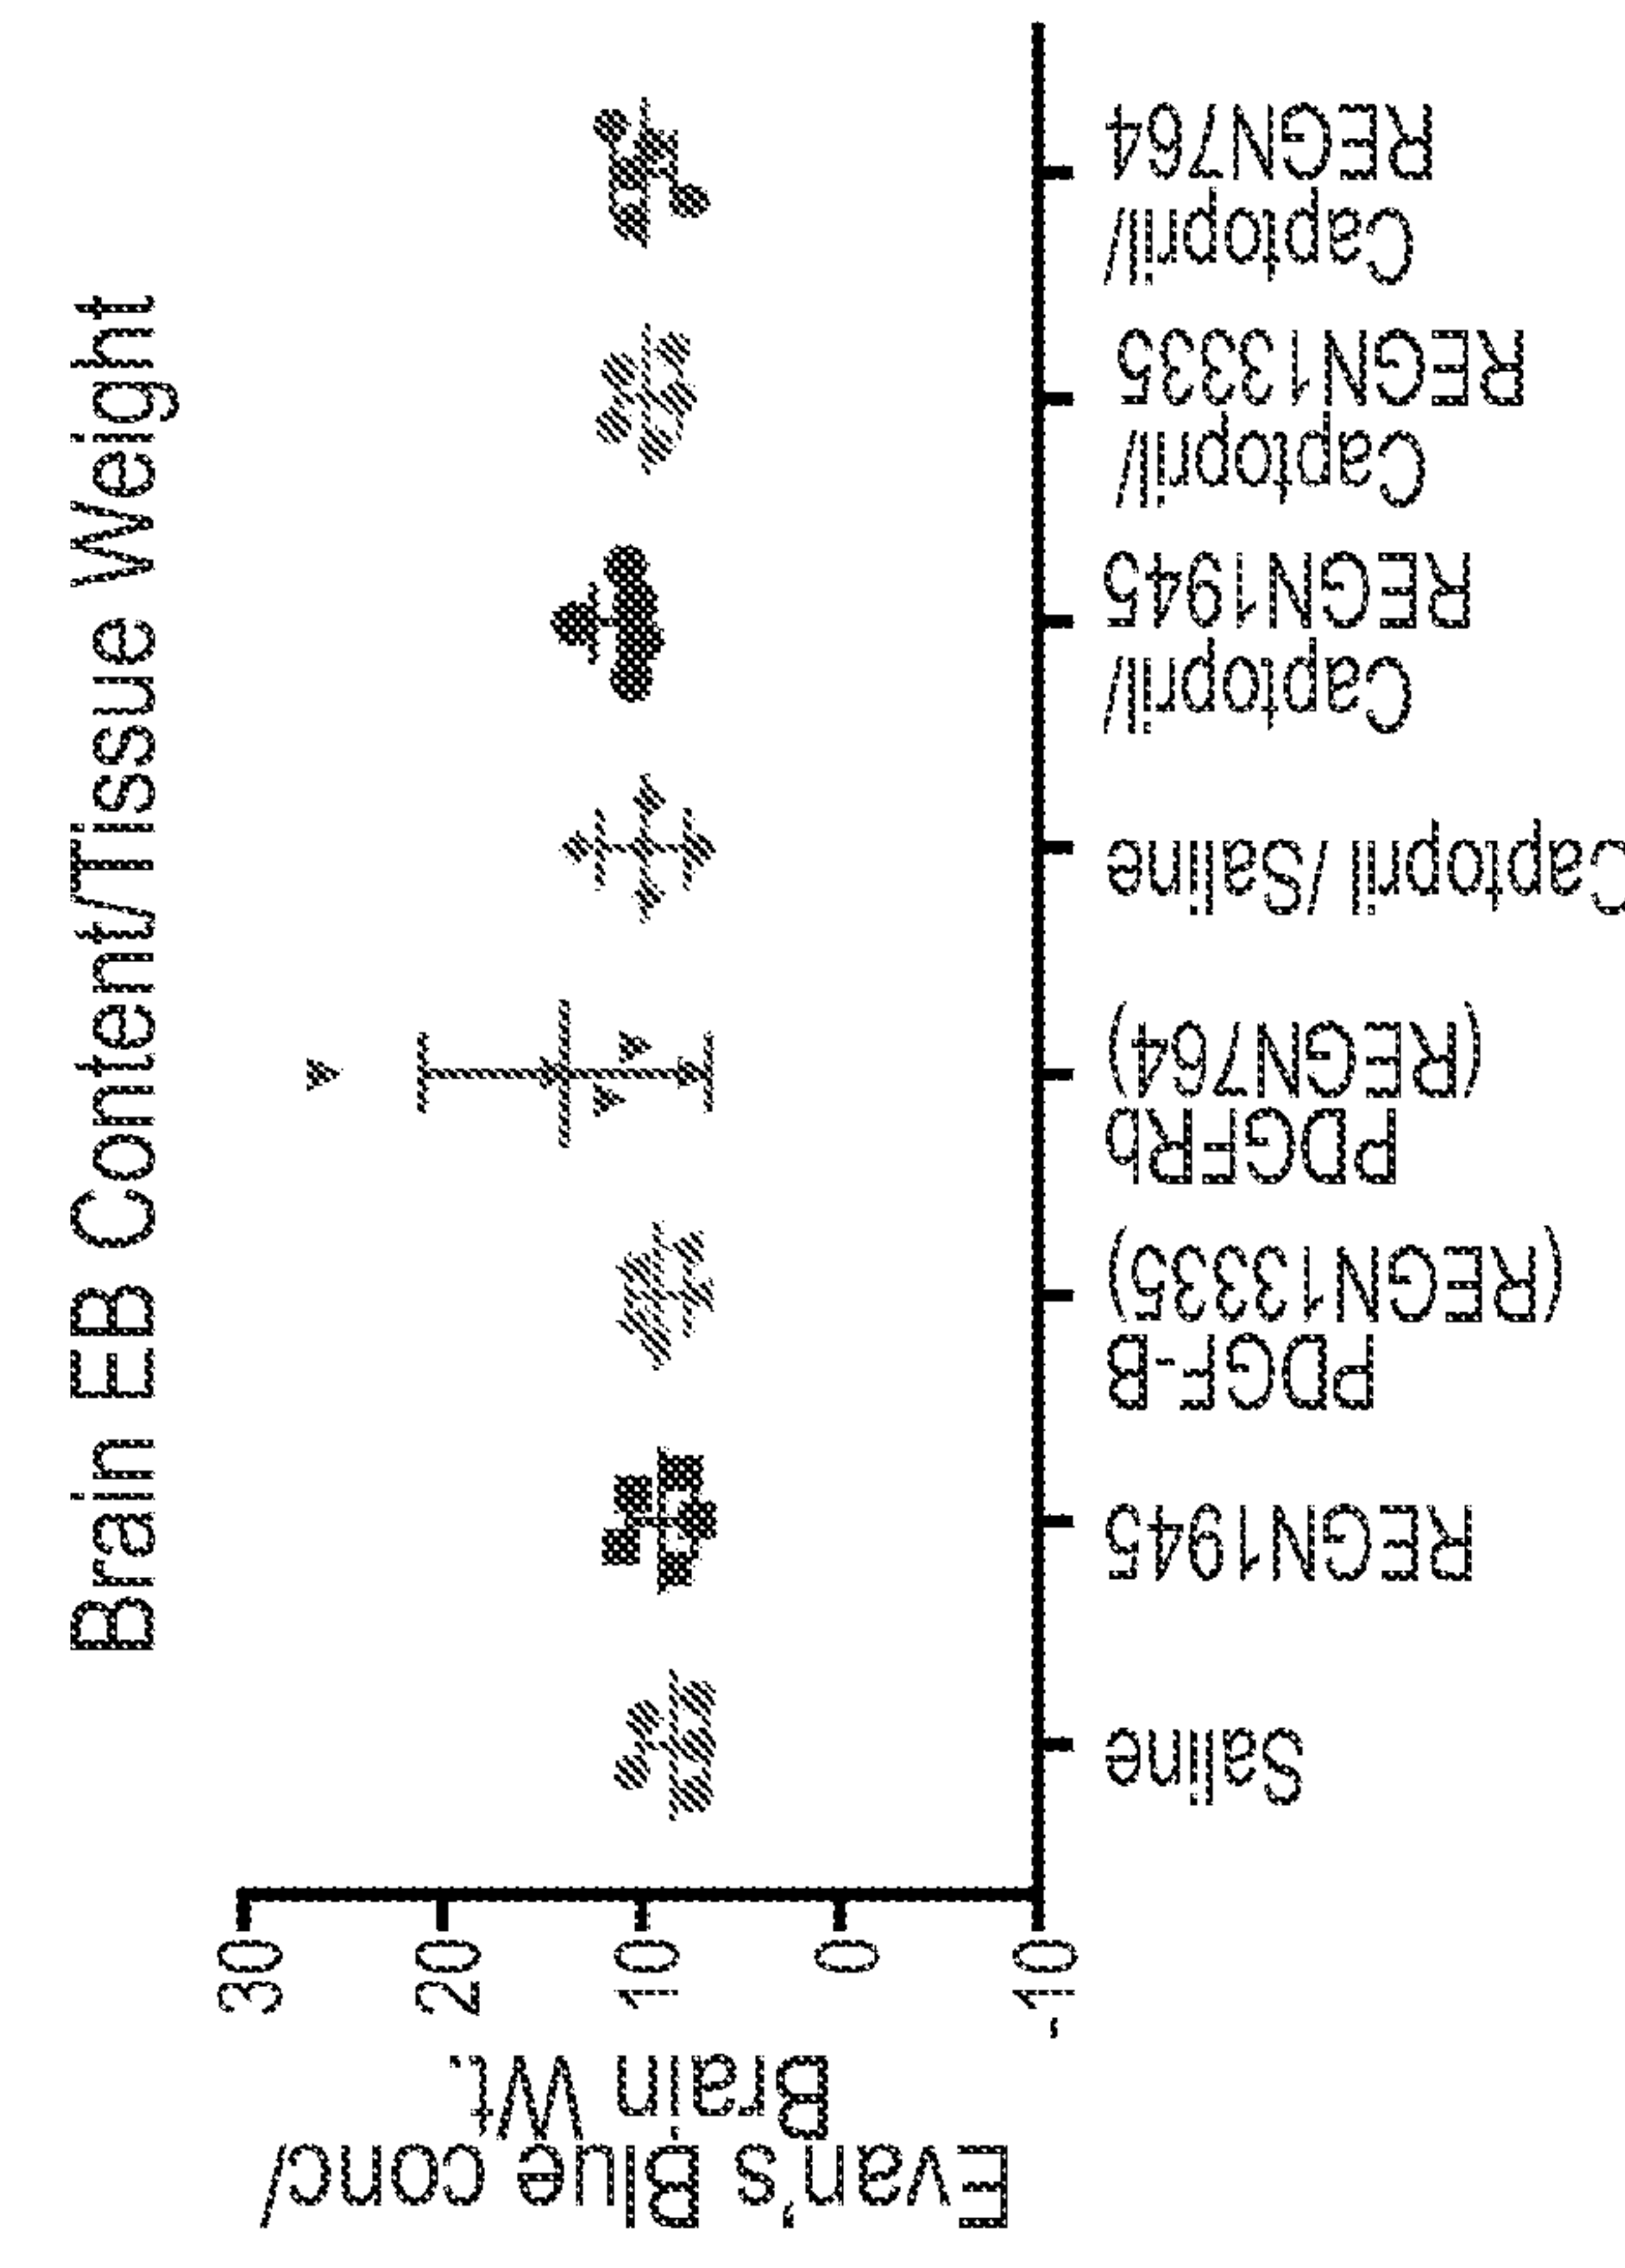 Brain EB Content/Tissue Weight
Evan's Blue conc/
Brain Wt.
30
20
10
0
-10
Saline
REGN1945
PDGF-B
(REGN13335)
PDGFRb
(REGN764)
Captopril /Saline
Captopril/
REGN1945
Captopril/
REGN13335
Captopril/
REGN764